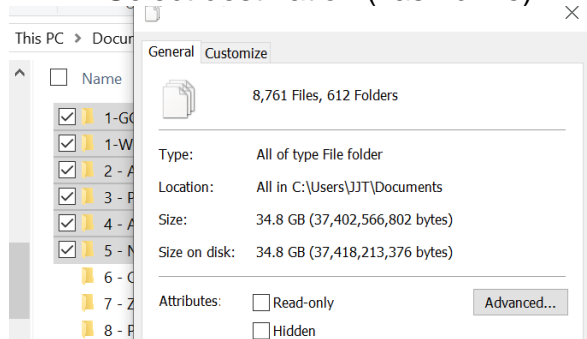 This PC > Docur
General Customize
Name
8,761 Files, 612 Folders
1-GC
1-W
Type: All of type File folder
2 - A
Location: All in C:\Users\JJT\Documents
3 - P
Size: 34.8 GB (37,402,566,802 bytes)
4 - A
5 - N
Size on disk: 34.8 GB (37,418,213,376 bytes)
6 - C
7 - Z
Attributes: Read-only Advanced...
8 - P
Hidden